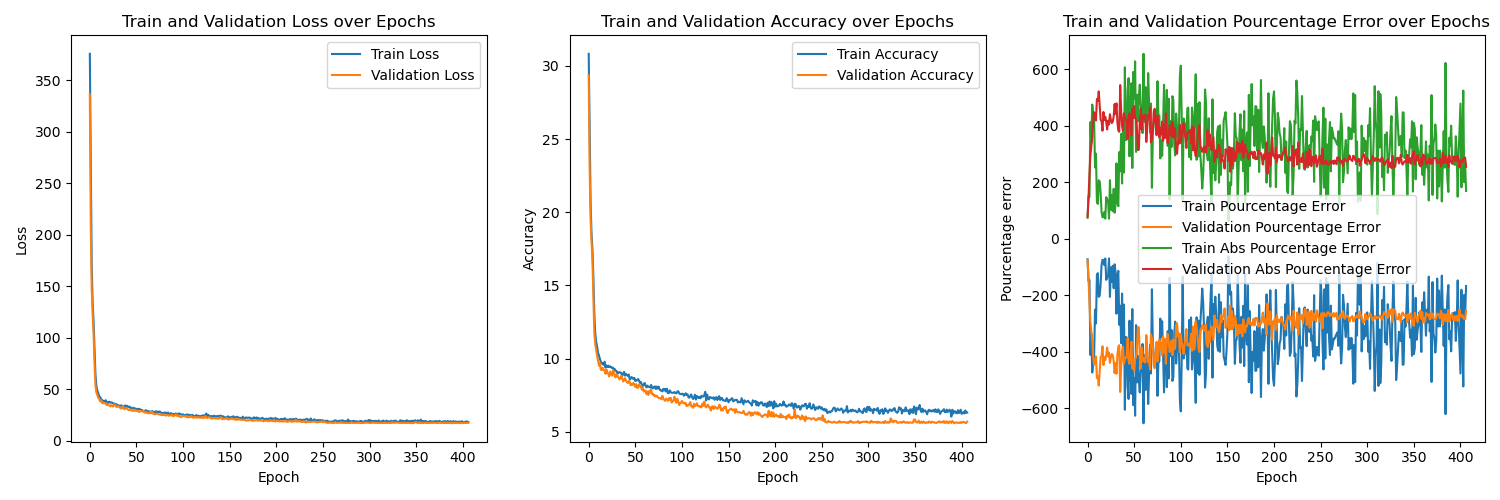 Train and Validation Loss over Epochs
Loss
350
300
250
200
150
100
50
0
0 50 100 150 200 250 300 350 400
Epoch
Train Loss
Validation Loss
Train and Validation Accuracy over Epochs
Accuracy
30
25
20
15
10
5
0 50 100 150 200 250 300 350 400
Epoch
Train Accuracy
Validation Accuracy
Train and Validation Pourcentage Error over Epochs
Pourcentage error
600
400
200
0
−200
−400
−600
0 50 100 150 200 250 300 350 400
Epoch
Train Pourcentage Error
Validation Pourcentage Error
Train Abs Pourcentage Error
Validation Abs Pourcentage Error